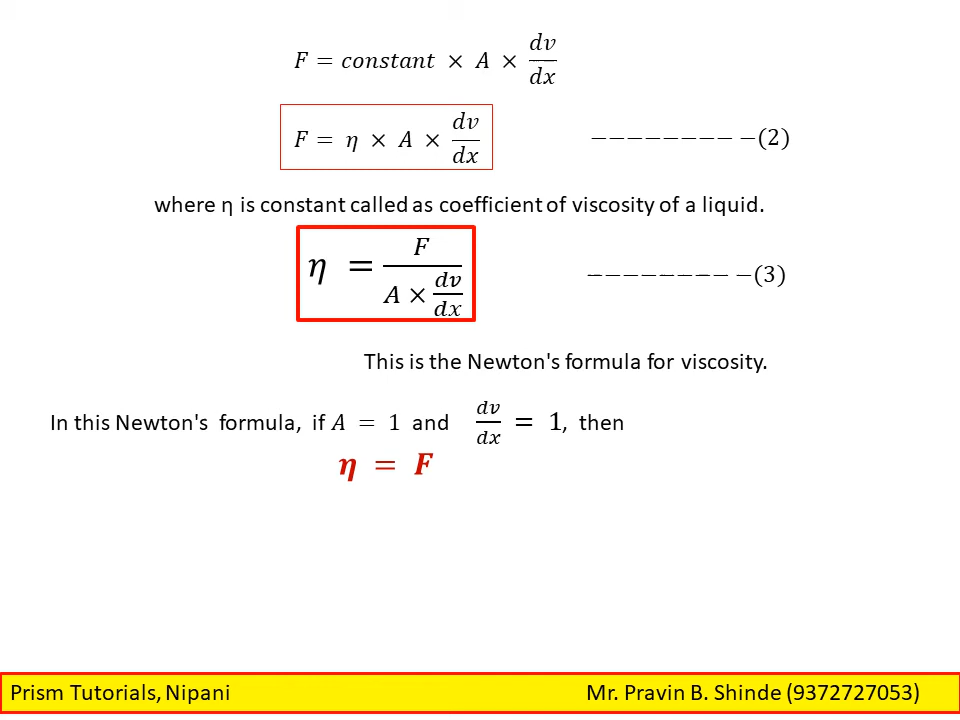 F = constant × A × dv/dx
F = η × A × dv/dx −−−−−−−− −(2)
where η is constant called as coefficient of viscosity of a liquid.
η = F / (A × dv/dx) −−−−−−−− −(3)
This is the Newton's formula for viscosity.
In this Newton's formula, if A = 1 and dv/dx = 1, then
η = F
Prism Tutorials, Nipani Mr. Pravin B. Shinde (9372727053)